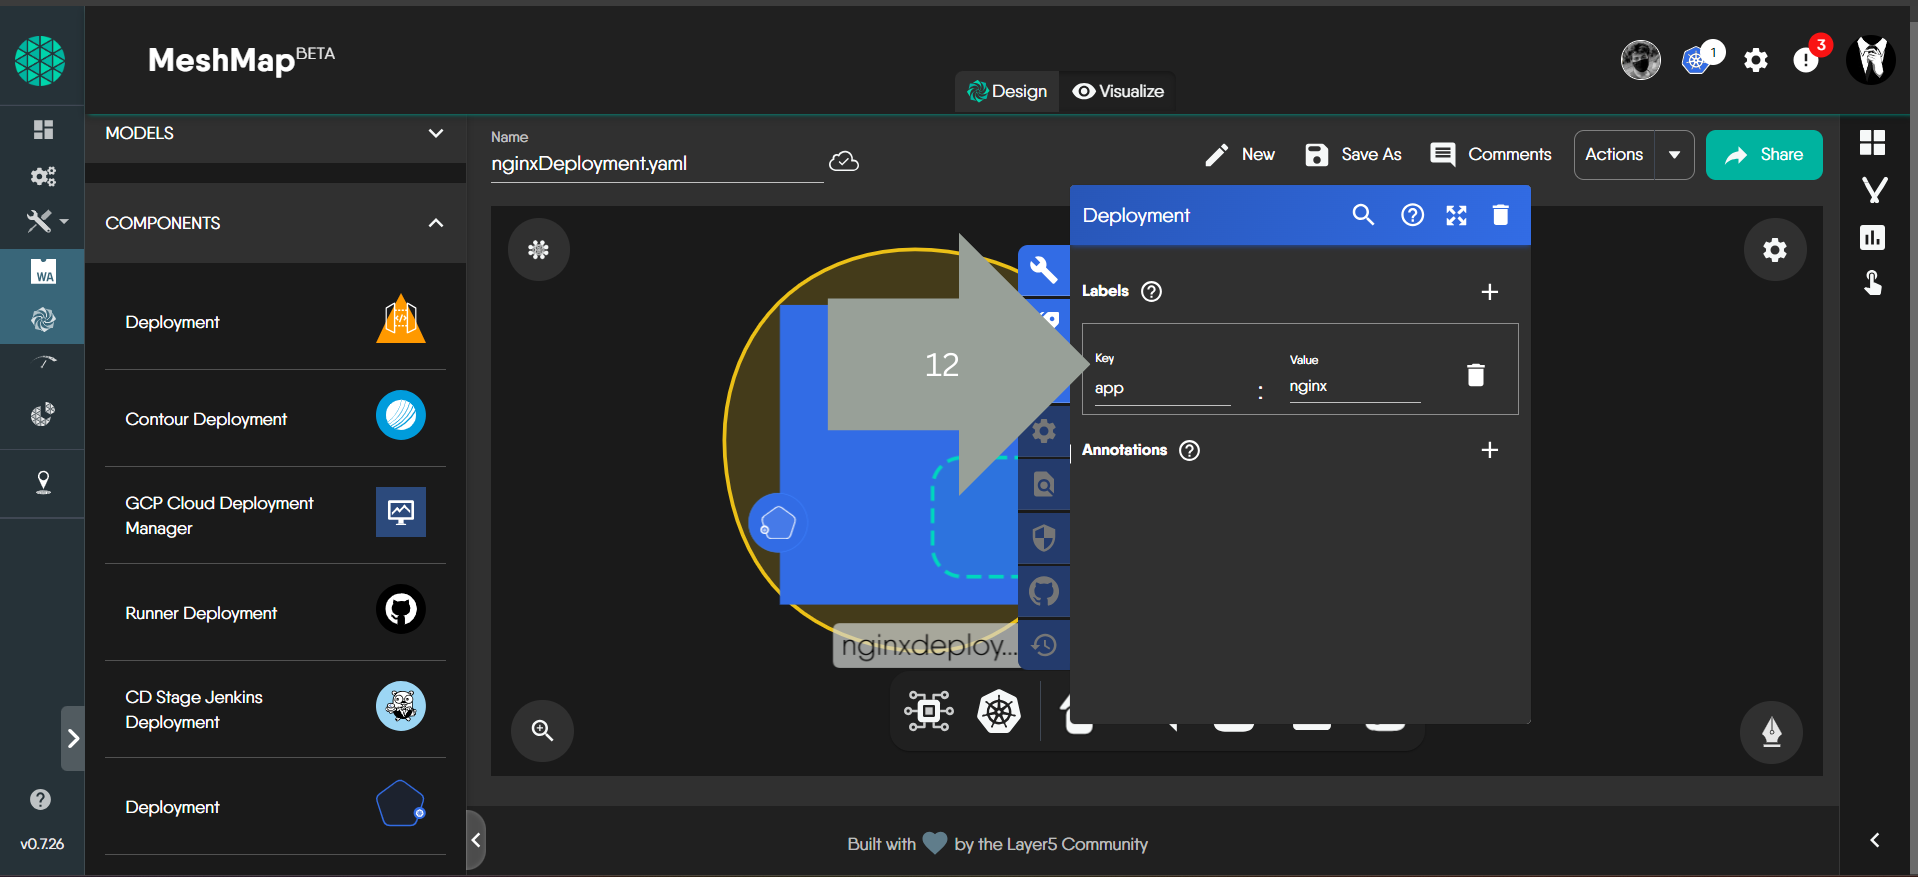 MeshMap BETA
1
3
Design
Visualize
MODELS
COMPONENTS
Deployment
Contour Deployment
GCP Cloud Deployment
Manager
Runner Deployment
CD Stage Jenkins
Deployment
Deployment
WA
v0.7.26
Name
nginxDeployment.yaml
New
Save As
Comments
Actions
Share
Deployment
Labels
Key
app
:
Value
nginx
Annotations
12
nginxdeploy...
Built with by the Layer5 Community